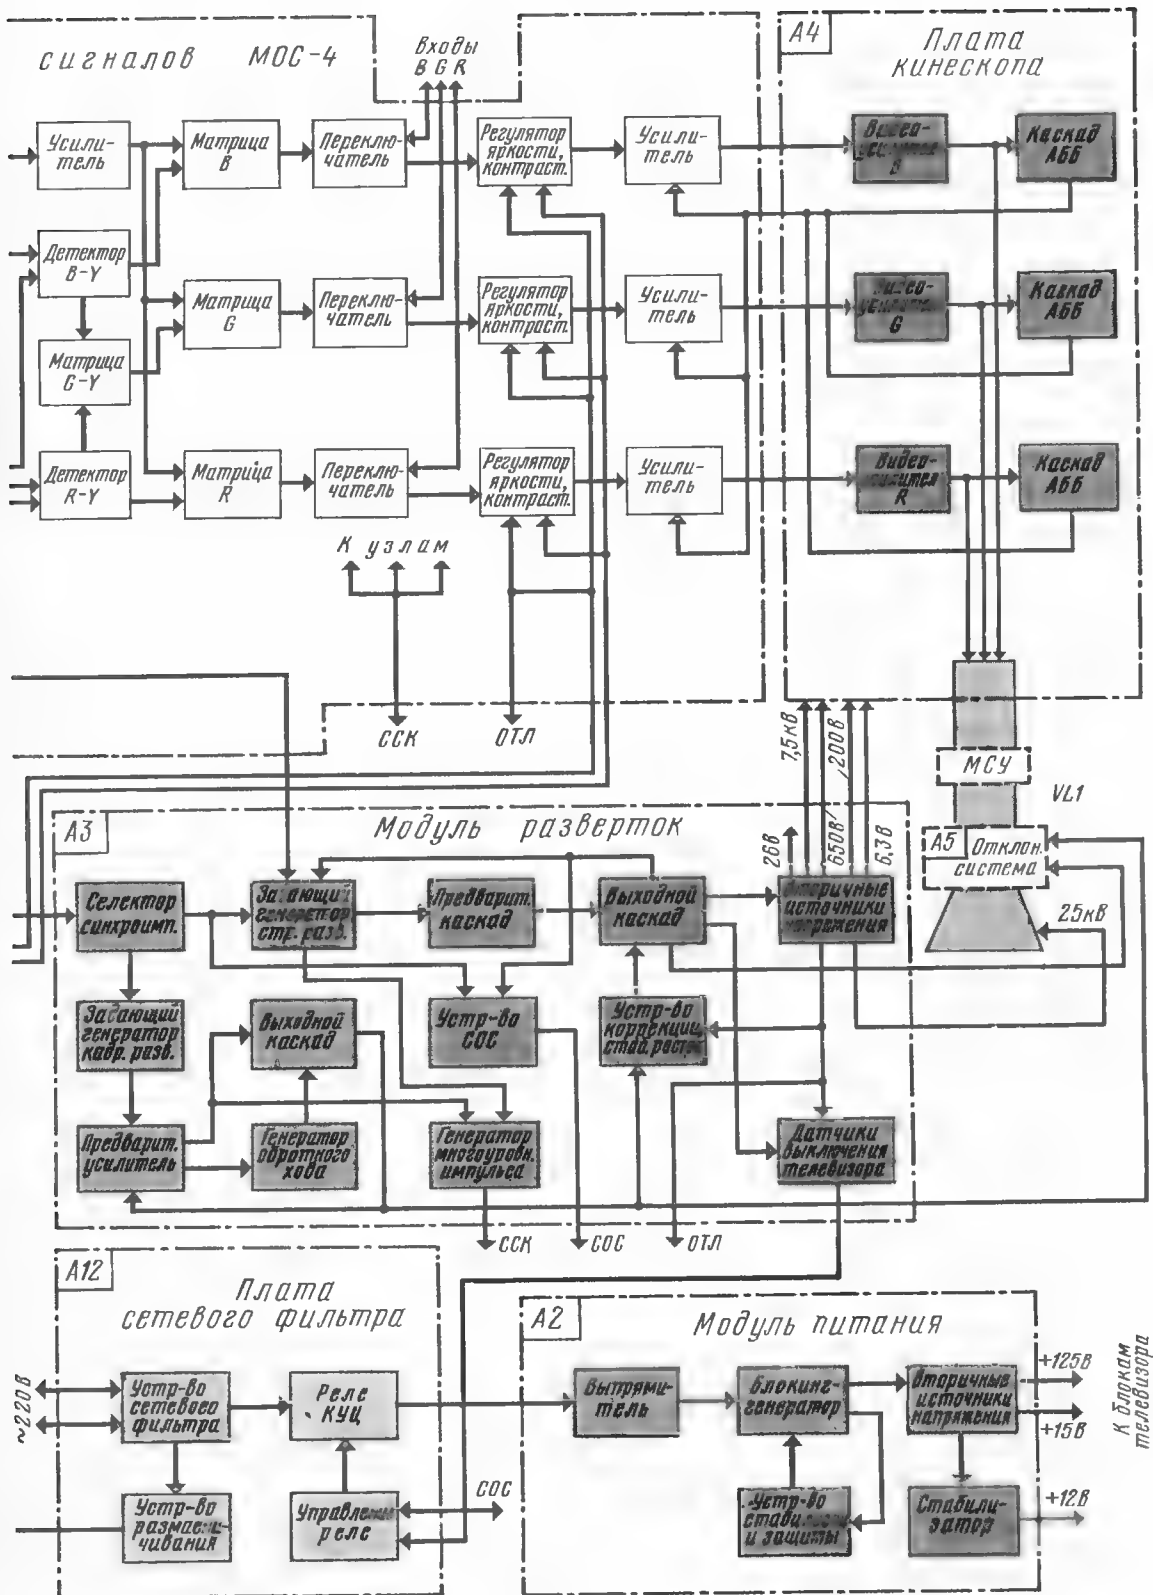 сигналов МОС-4
Входы
B G R
А4
Плата
кинескопа
Усили-
тель
Матрица
B
Переклю-
чатель
Регулятор
яркости,
контраст.
Усили-
тель
Видео-
B
Каскад
АББ
Детектор
B-Y
Матрица
G
Переклю-
чатель
Регулятор
яркости,
контраст.
Усили-
тель
Видео-
G
Каскад
АББ
Матрица
G-Y
Детектор
R-Y
Матрица
R
Переклю-
чатель
Регулятор
яркости,
контраст.
Усили-
тель
Видео-
R
Каскад
АББ
К узлам
ССК
ОТЛ
7,5кВ
200В
МСУ
VL1
А3
Модуль разверток
26В
650В
6,3В
А5
Отклон.
система
25кВ
Селектор
синхроимп.
Задающий
генератор
стр. разв.
Предварит.
каскад
Выходной
каскад
Вторичные
источники
напряжения
Задающий
генератор
кадр. разв.
Выходной
каскад
Устр-во
СОС
Устр-во
коррекции,
стаб. растра
Предварит.
усилитель
Генератор
обротного
хода
Генератор
многоуровн.
импульса
Датчики
выключения
телевизора
ССК
СОС
ОТЛ
А12
Плата
сетевого фильтра
А2
Модуль питания
~220В
Устр-во
сетевого
фильтра
Реле
КУЦ
Выпрями-
тель
Блокинг-
генератор
Вторичные
источники
напряжения
+125В
+15В
К блокам
телевизора
Устр-во
размагни-
чивания
Управление
реле
СОС
Устр-во
и защиты
Стабили-
затор
+12В